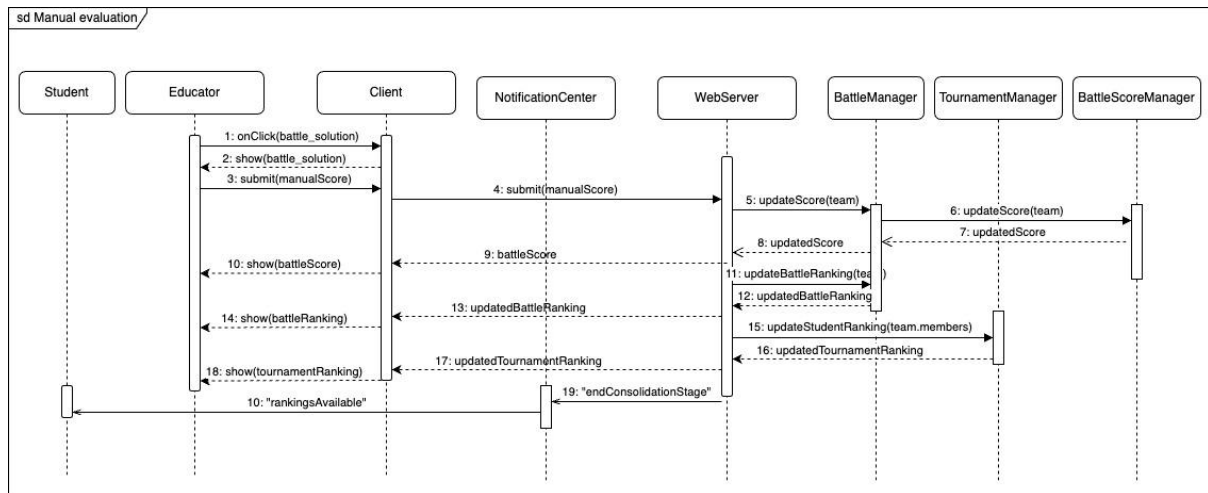 sd Manual evaluation
Student
Educator
Client
NotificationCenter
WebServer
BattleManager
TournamentManager
BattleScoreManager
1: onClick(battle_solution)
2: show(battle_solution)
3: submit(manualScore)
4: submit(manualScore)
5: updateScore(team)
6: updateScore(team)
7: updatedScore
8: updatedScore
9: battleScore
10: show(battleScore)
11: updateBattleRanking(team)
12: updatedBattleRanking
13: updatedBattleRanking
14: show(battleRanking)
15: updateStudentRanking(team.members)
16: updatedTournamentRanking
17: updatedTournamentRanking
18: show(tournamentRanking)
19: "endConsolidationStage"
10: "rankingsAvailable"